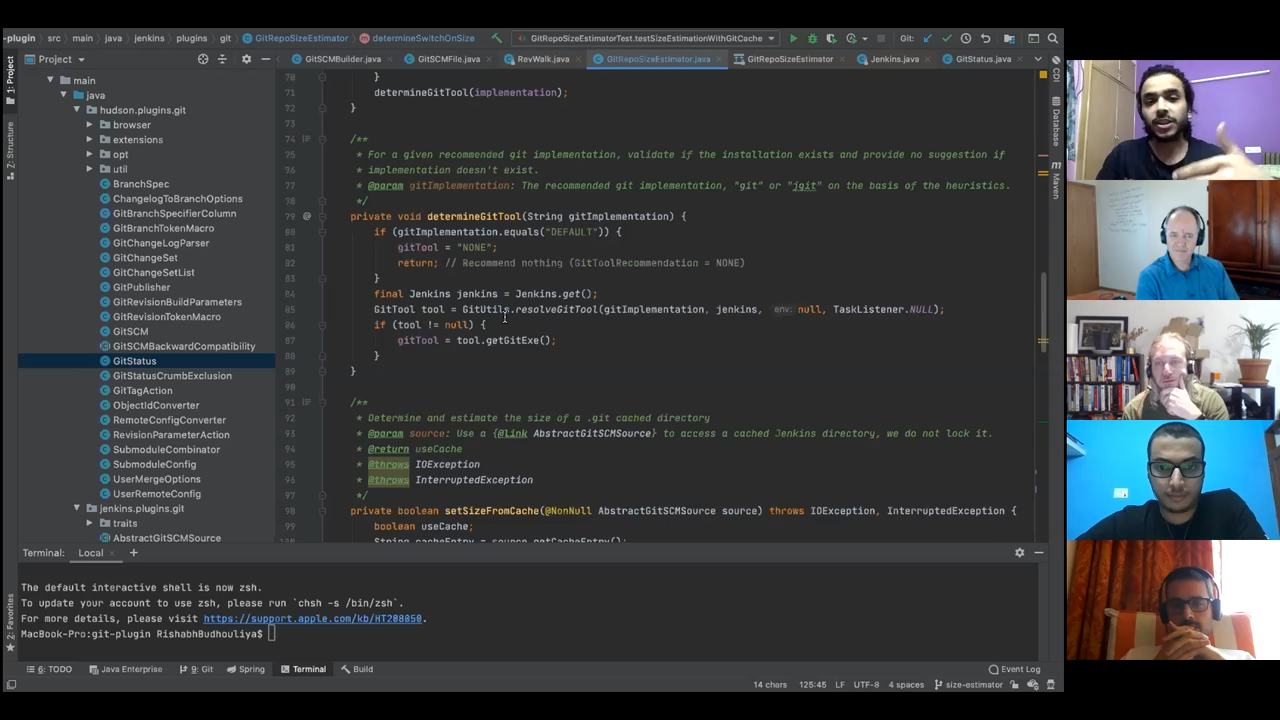 -plugin src main java jenkins plugins git GitRepoSizeEstimator determineSwitchOnSize GitRepoSizeEstimatorTest.testSizeEstimationWithGitCache Git:
Project
GitSCMBuilder.java GitSCMFile.java RevWalk.java GitRepoSizeEstimator.java GitRepoSizeEstimator Jenkins.java GitStatus.java
1: Project
Z: Structure
2: Favorites
main
java
hudson.plugins.git
browser
extensions
opt
util
BranchSpec
ChangelogToBranchOptions
GitBranchSpecifierColumn
GitBranchTokenMacro
GitChangeLogParser
GitChangeSet
GitChangeSetList
GitPublisher
GitRevisionBuildParameters
GitRevisionTokenMacro
GitSCM
GitSCMBackwardCompatibility
GitStatus
GitStatusCrumbExclusion
GitTagAction
ObjectIdConverter
RemoteConfigConverter
RevisionParameterAction
SubmoduleCombinator
SubmoduleConfig
UserMergeOptions
UserRemoteConfig
jenkins.plugins.git
traits
AbstractGitSCMSource
70 }
71 determineGitTool(implementation);
72 }
73
74 /**
75 * For a given recommended git implementation, validate if the installation exists and provide no suggestion if
76 * implementation doesn't exist.
77 * @param gitImplementation: The recommended git implementation, "git" or "jgit" on the basis of the heuristics.
78 */
79 private void determineGitTool(String gitImplementation) {
80 if (gitImplementation.equals("DEFAULT")) {
81 gitTool = "NONE";
82 return; // Recommend nothing (GitToolRecommendation = NONE)
83 }
84 final Jenkins jenkins = Jenkins.get();
85 GitTool tool = GitUtils.resolveGitTool(gitImplementation, jenkins, env: null, TaskListener.NULL);
86 if (tool != null) {
87 gitTool = tool.getGitExe();
88 }
89 }
90
91 /**
92 * Determine and estimate the size of a .git cached directory
93 * @param source: Use a {@link AbstractGitSCMSource} to access a cached Jenkins directory, we do not lock it.
94 * @return useCache
95 * @throws IOException
96 * @throws InterruptedException
97 */
98 private boolean setSizeFromCache(@NonNull AbstractGitSCMSource source) throws IOException, InterruptedException {
99 boolean useCache;
100 String cacheEntry = source.getCacheEntry();
CDI
Database
Maven
Terminal: Local +
The default interactive shell is now zsh.
To update your account to use zsh, please run `chsh -s /bin/zsh`.
For more details, please visit https://support.apple.com/kb/HT208050.
MacBook-Pro:git-plugin RishabhBudhouliya$
6: TODO Java Enterprise 9: Git Spring Terminal Build Event Log
14 chars 125:45 LF UTF-8 4 spaces size-estimator